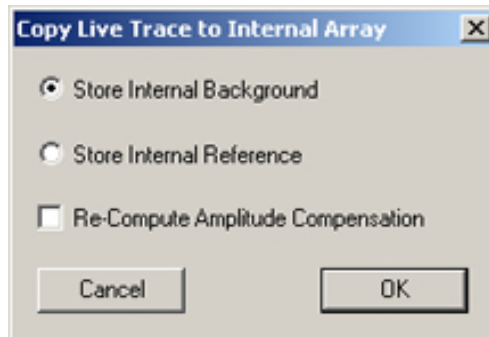 Copy Live Trace to Internal Array
Store Internal Background
Store Internal Reference
Re-Compute Amplitude Compensation
Cancel OK